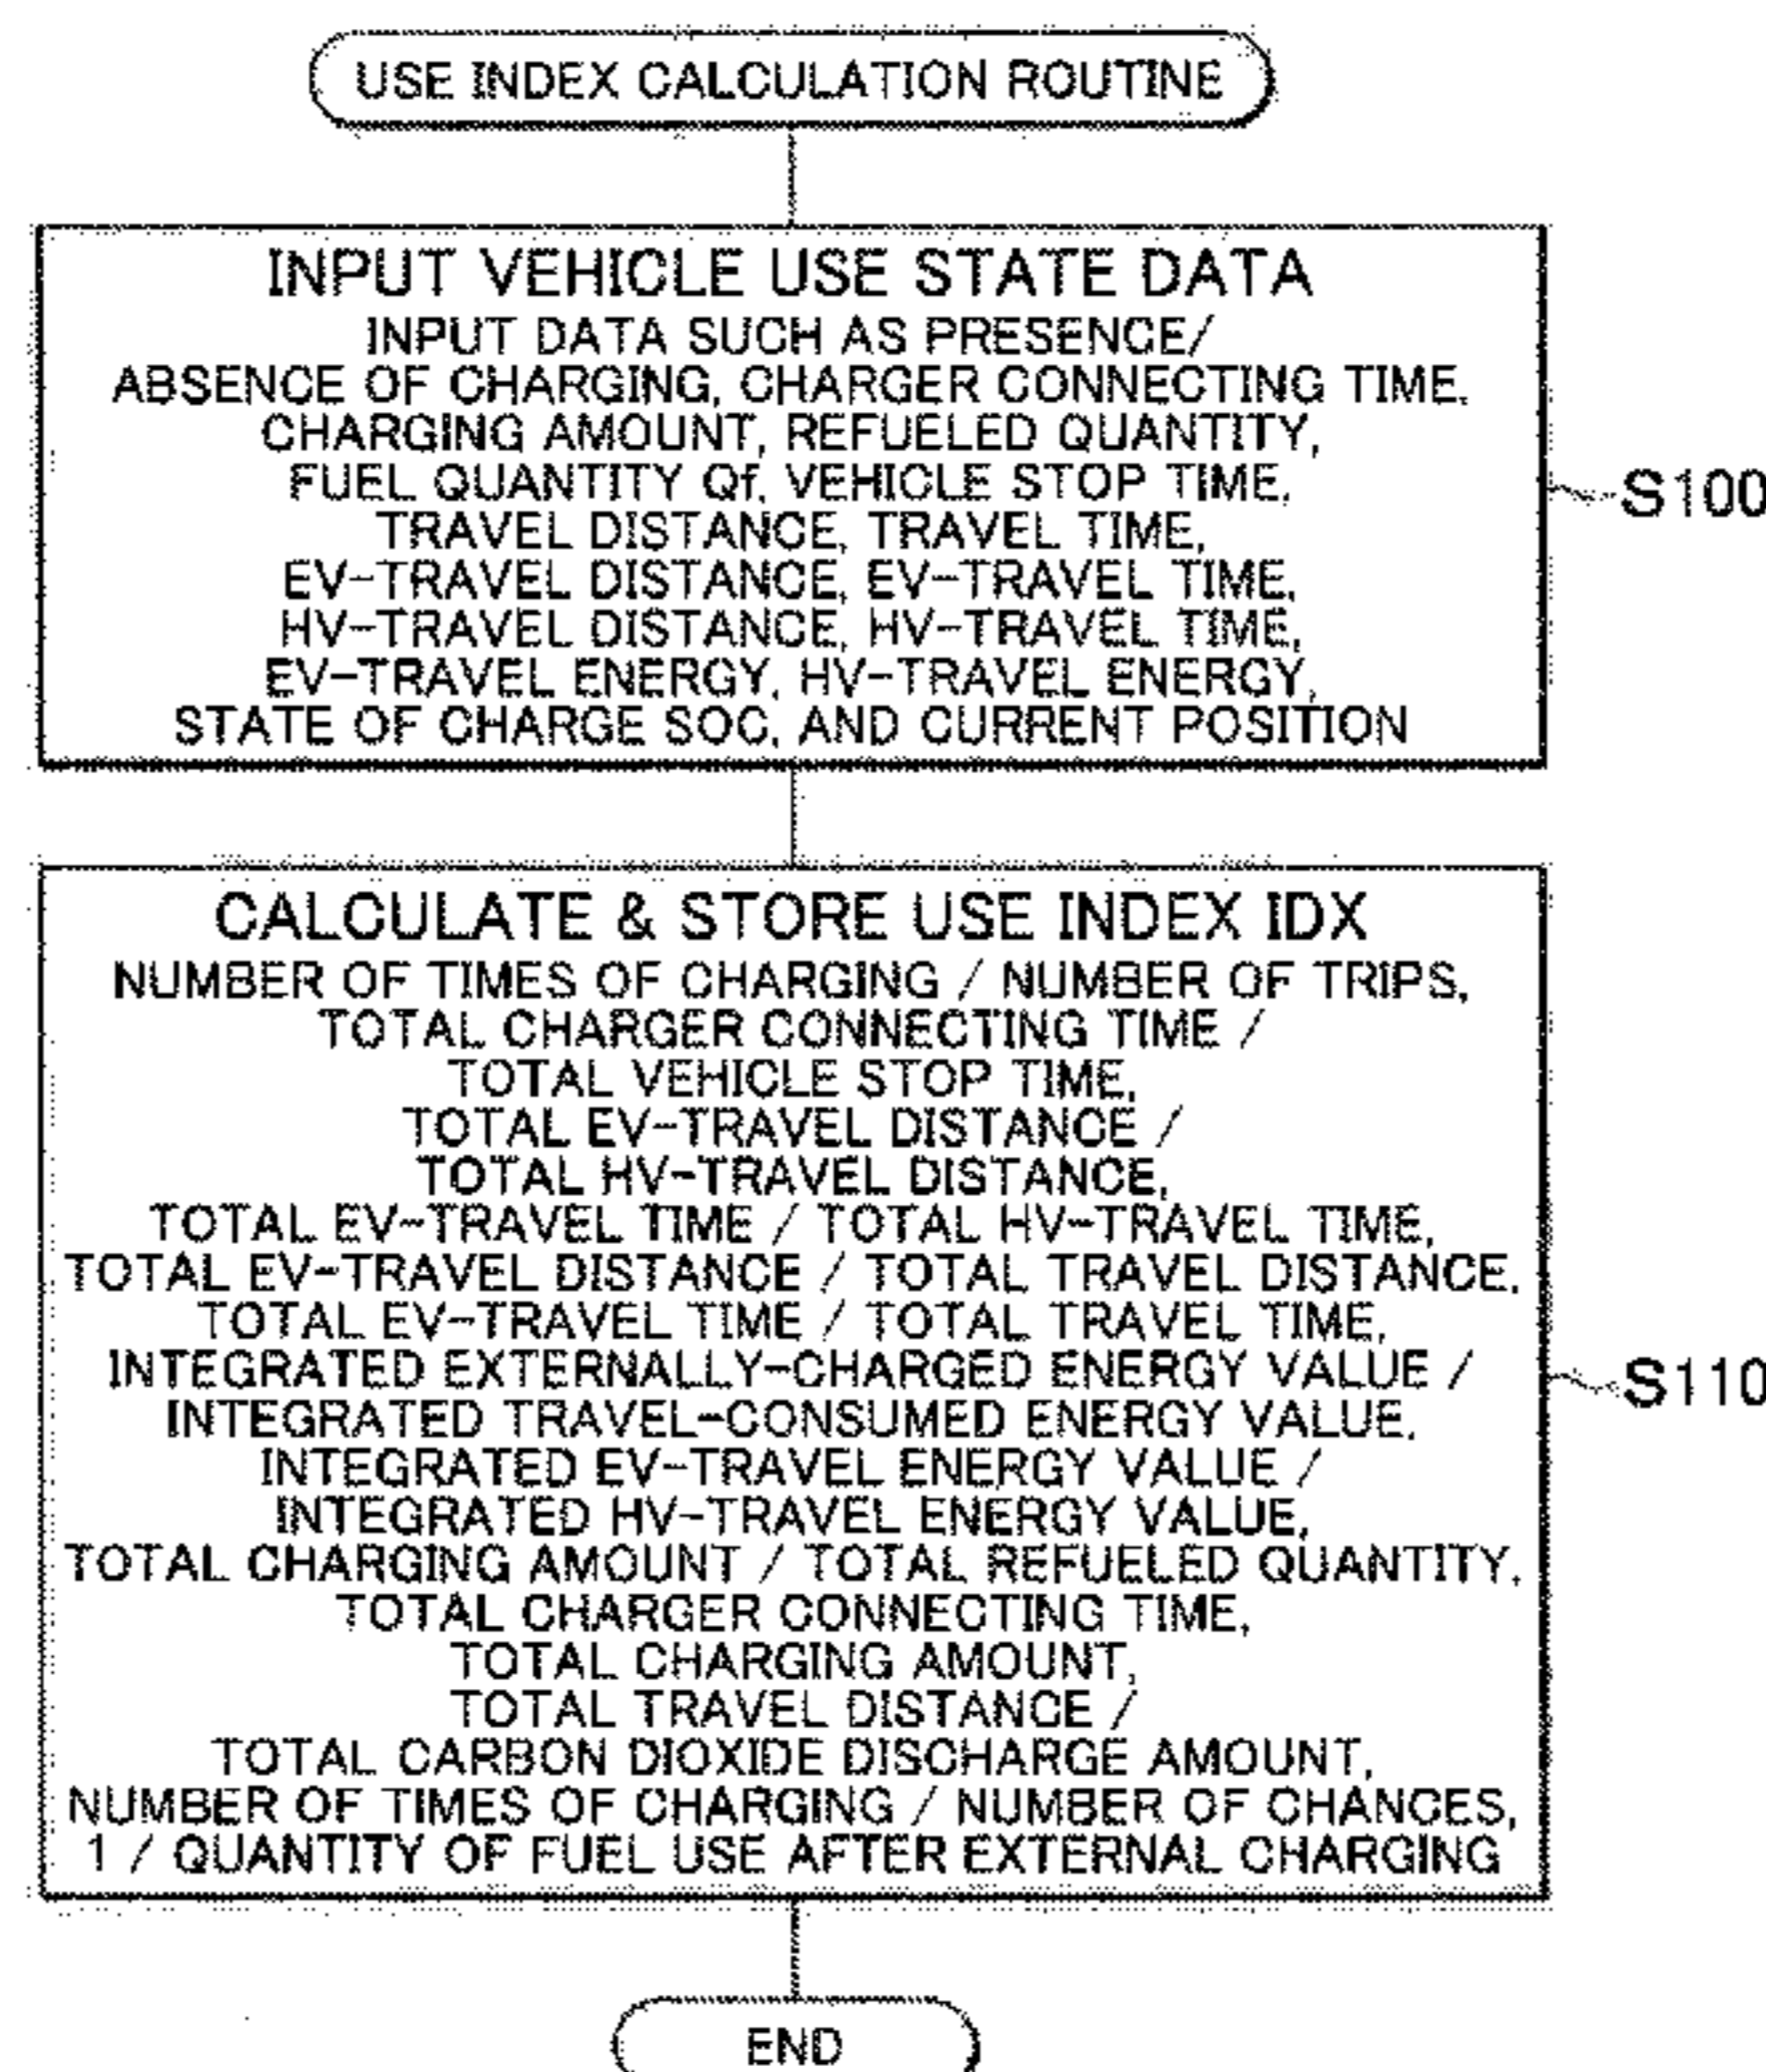 USE INDEX CALCULATION ROUTINE
INPUT VEHICLE USE STATE DATA
INPUT DATA SUCH AS PRESENCE/
ABSENCE OF CHARGING, CHARGER CONNECTING TIME,
CHARGING AMOUNT, REFUELED QUANTITY,
FUEL QUANTITY Qf, VEHICLE STOP TIME,
TRAVEL DISTANCE, TRAVEL TIME,
EV-TRAVEL DISTANCE, EV-TRAVEL TIME,
HV-TRAVEL DISTANCE, HV-TRAVEL TIME,
EV-TRAVEL ENERGY, HV-TRAVEL ENERGY,
STATE OF CHARGE SOC, AND CURRENT POSITION
S100
CALCULATE & STORE USE INDEX IDX
NUMBER OF TIMES OF CHARGING / NUMBER OF TRIPS,
TOTAL CHARGER CONNECTING TIME /
TOTAL VEHICLE STOP TIME,
TOTAL EV-TRAVEL DISTANCE /
TOTAL HV-TRAVEL DISTANCE,
TOTAL EV-TRAVEL TIME / TOTAL HV-TRAVEL TIME,
TOTAL EV-TRAVEL DISTANCE / TOTAL TRAVEL DISTANCE,
TOTAL EV-TRAVEL TIME / TOTAL TRAVEL TIME,
INTEGRATED EXTERNALLY-CHARGED ENERGY VALUE /
INTEGRATED TRAVEL-CONSUMED ENERGY VALUE,
INTEGRATED EV-TRAVEL ENERGY VALUE /
INTEGRATED HV-TRAVEL ENERGY VALUE,
TOTAL CHARGING AMOUNT / TOTAL REFUELED QUANTITY,
TOTAL CHARGER CONNECTING TIME,
TOTAL CHARGING AMOUNT,
TOTAL TRAVEL DISTANCE /
TOTAL CARBON DIOXIDE DISCHARGE AMOUNT,
NUMBER OF TIMES OF CHARGING / NUMBER OF CHANCES,
1 / QUANTITY OF FUEL USE AFTER EXTERNAL CHARGING
S110
END